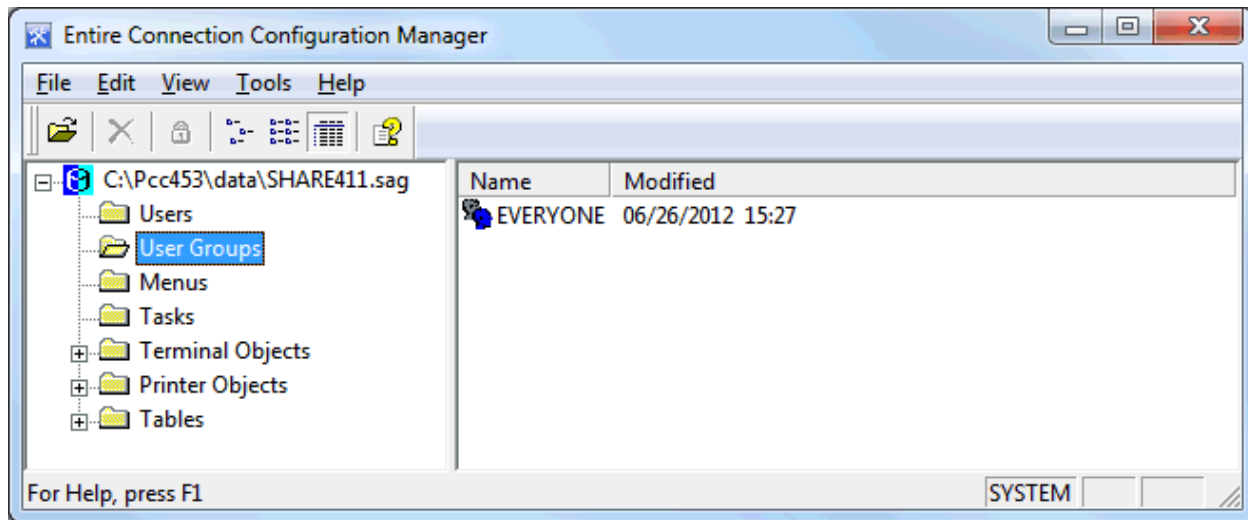 Entire Connection Configuration Manager
File Edit View Tools Help
C:\Pcc453\data\SHARE411.sag
Users
User Groups
Menus
Tasks
Terminal Objects
Printer Objects
Tables
Name Modified
EVERYONE 06/26/2012 15:27
For Help, press F1 SYSTEM